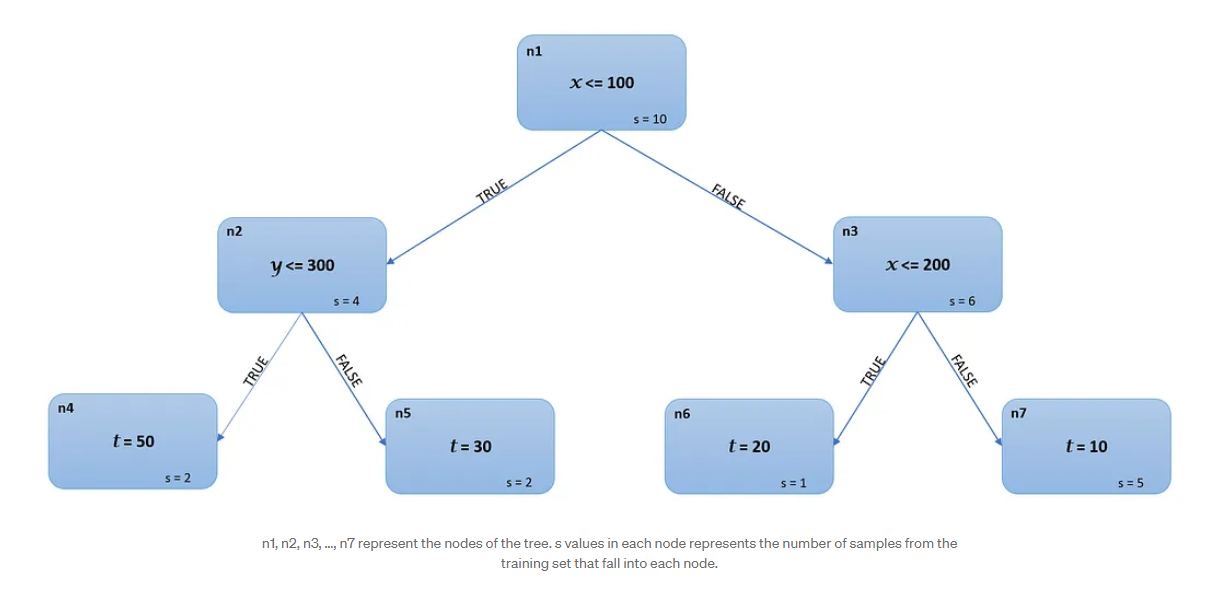 n1
x <= 100
s = 10
TRUE
FALSE
n2
y <= 300
s = 4
n3
x <= 200
s = 6
TRUE
FALSE
TRUE
FALSE
n4
t = 50
s = 2
n5
t = 30
s = 2
n6
t = 20
s = 1
n7
t = 10
s = 5
n1, n2, n3, ..., n7 represent the nodes of the tree. s values in each node represents the number of samples from the
training set that fall into each node.